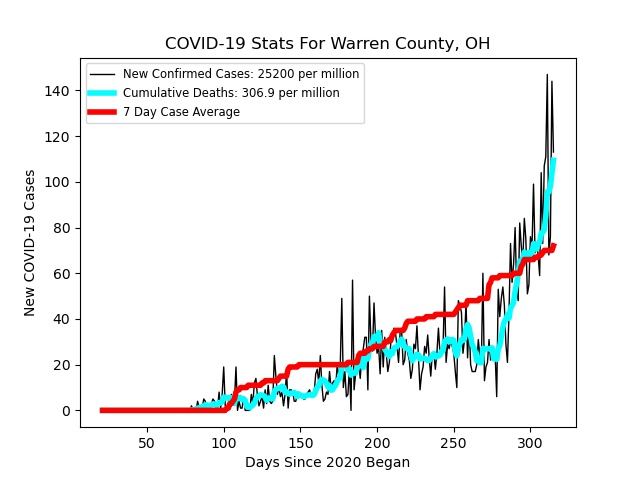 COVID-19 Stats For Warren County, OH
New Confirmed Cases: 25200 per million
Cumulative Deaths: 306.9 per million
7 Day Case Average
New COVID-19 Cases
140
120
100
80
60
40
20
0
50 100 150 200 250 300
Days Since 2020 Began